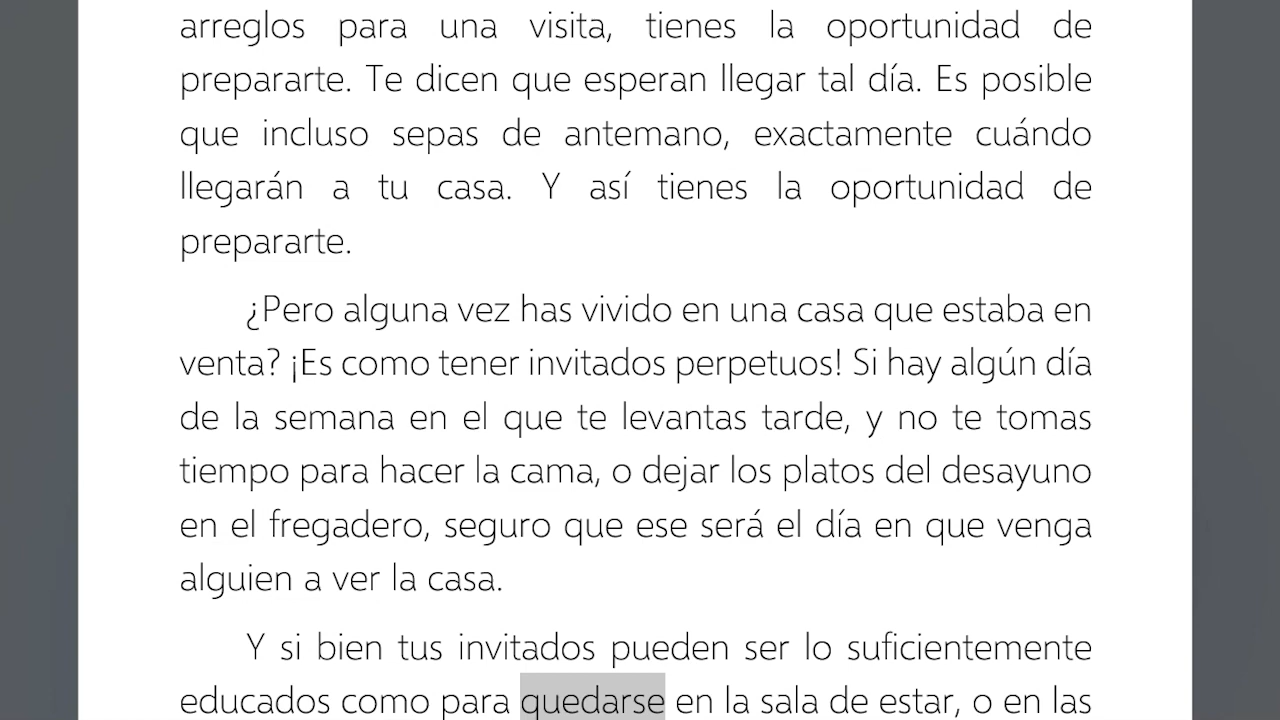 arreglos para una visita, tienes la oportunidad de
prepararte. Te dicen que esperan llegar tal día. Es posible
que incluso sepas de antemano, exactamente cuándo
llegarán a tu casa. Y así tienes la oportunidad de
prepararte.
¿Pero alguna vez has vivido en una casa que estaba en
venta? ¡Es como tener invitados perpetuos! Si hay algún día
de la semana en el que te levantas tarde, y no te tomas
tiempo para hacer la cama, o dejar los platos del desayuno
en el fregadero, seguro que ese será el día en que venga
alguien a ver la casa.
Y si bien tus invitados pueden ser lo suficientemente
educados como para quedarse en la sala de estar, o en las